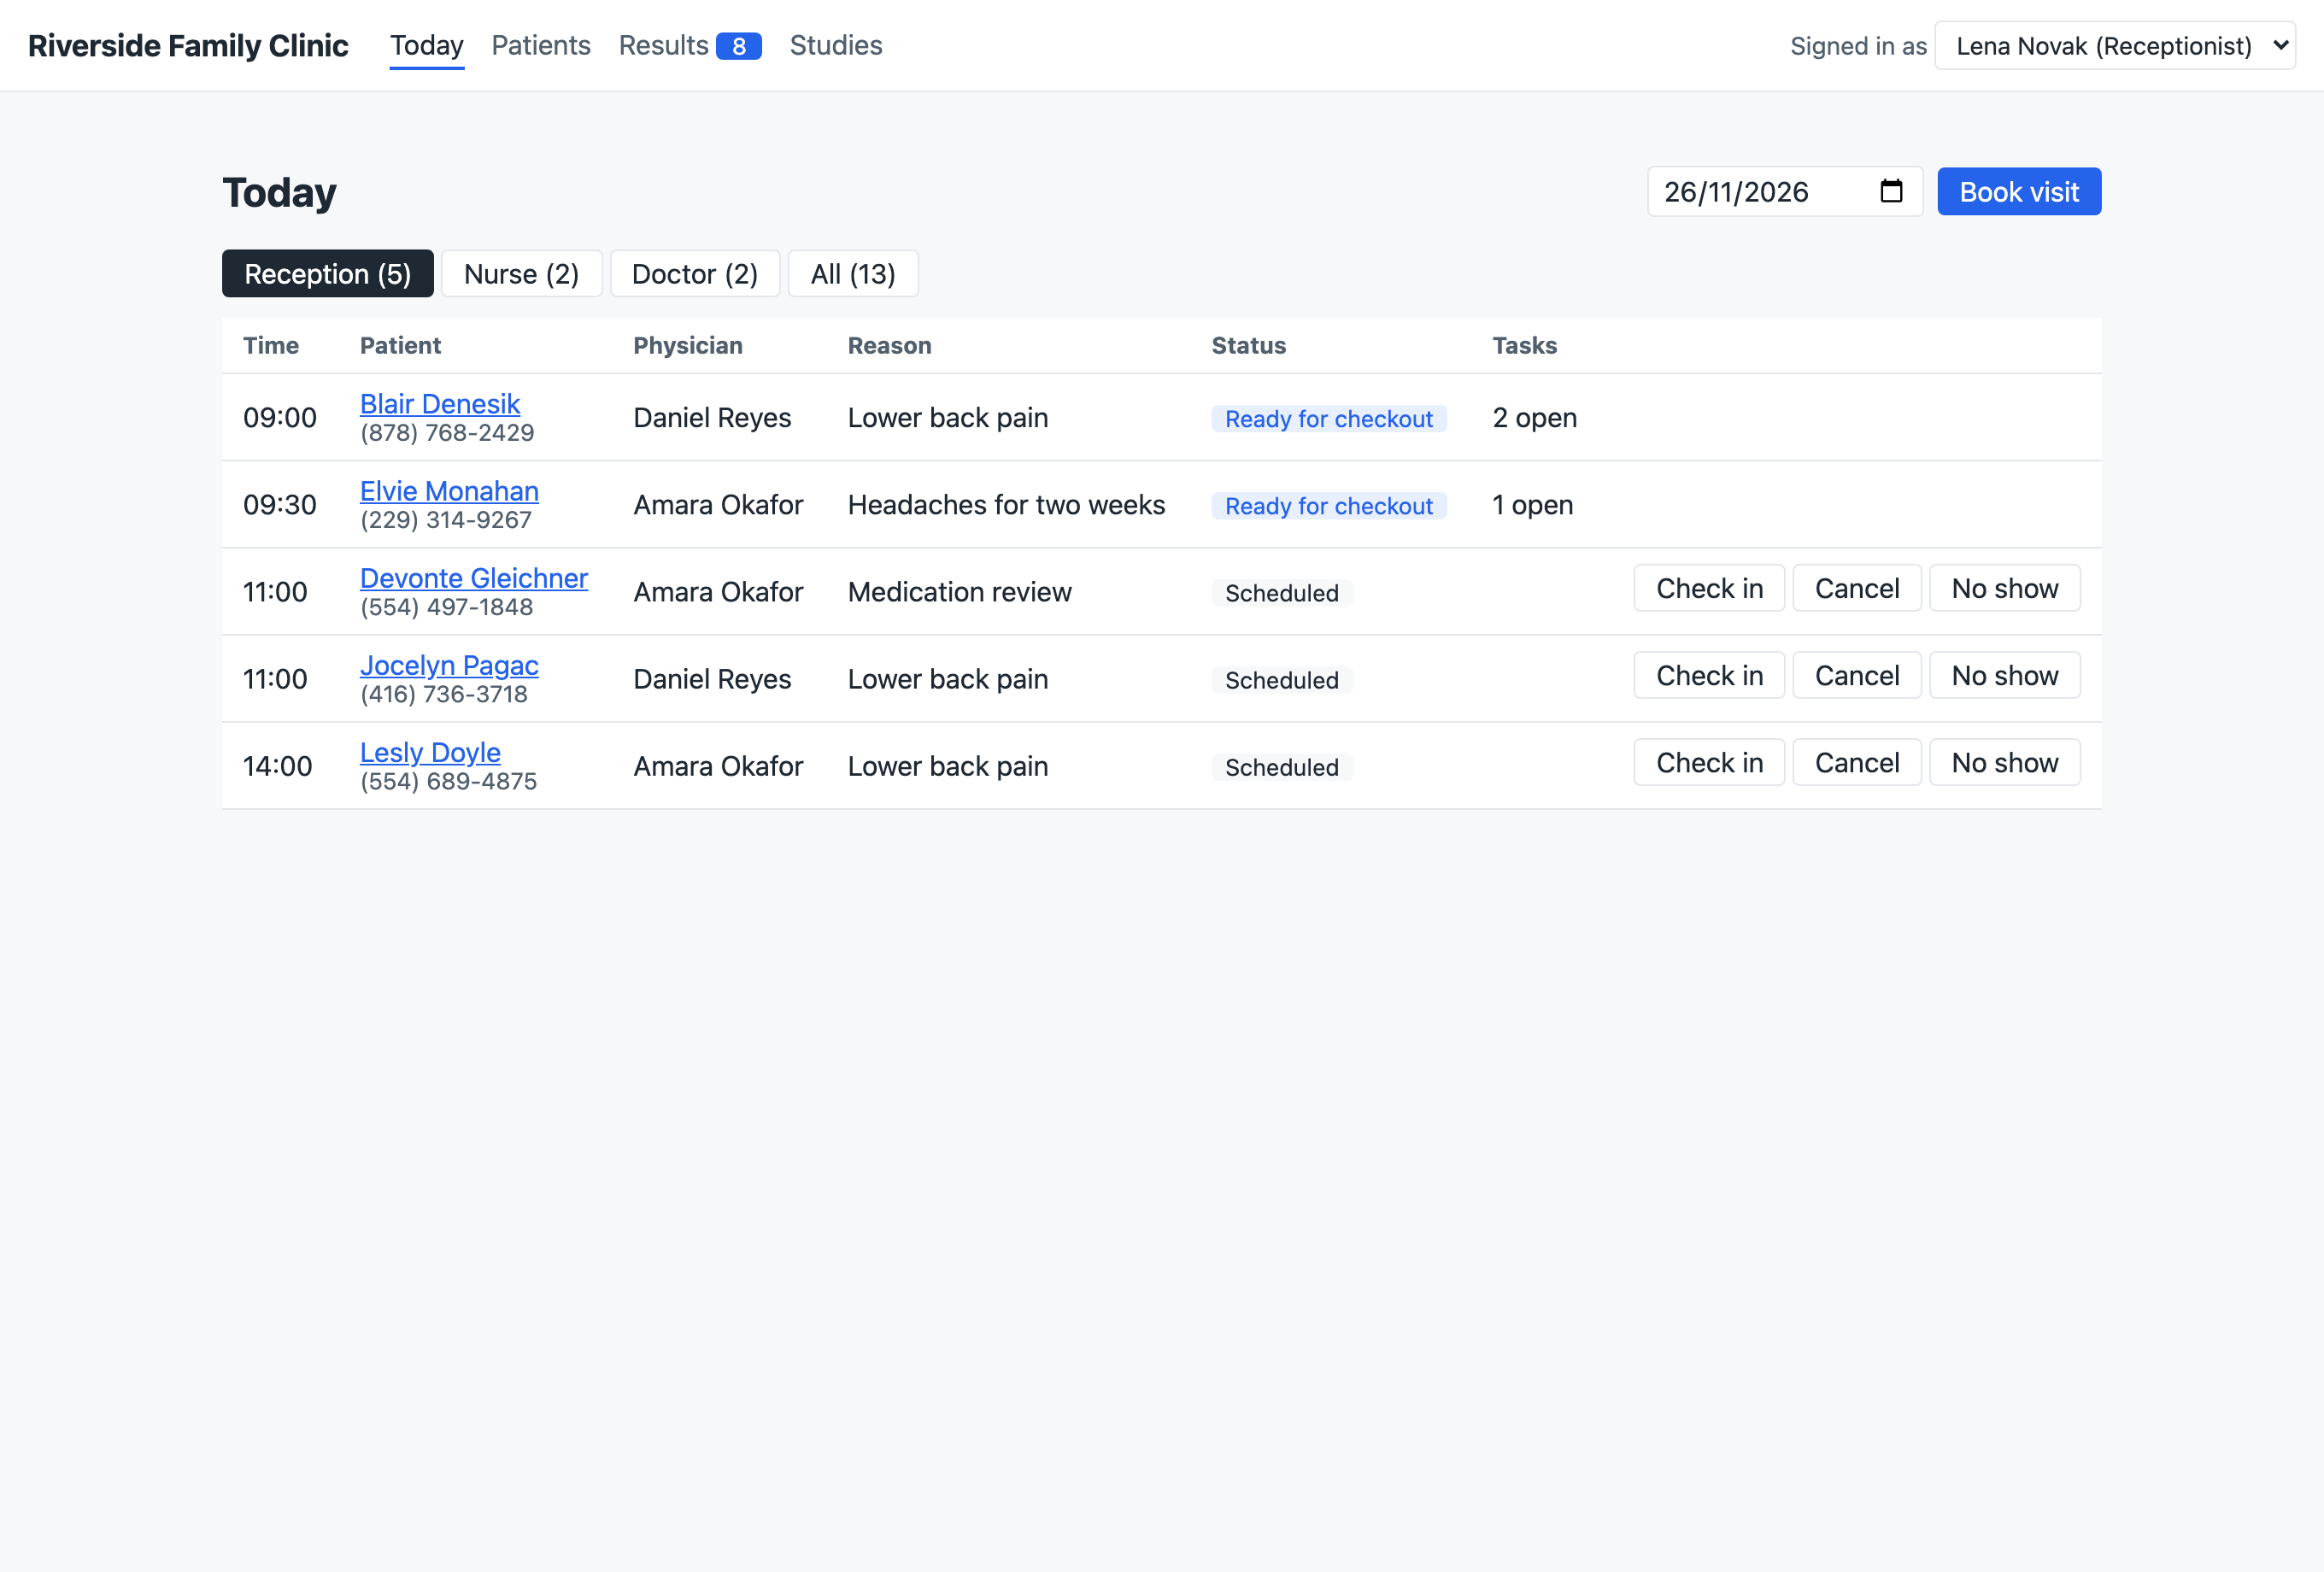 Riverside Family Clinic Today Patients Results 8 Studies Signed in as Lena Novak (Receptionist)
Today 26/11/2026 Book visit
Reception (5) Nurse (2) Doctor (2) All (13)
Time Patient Physician Reason Status Tasks
09:00 Blair Denesik (878) 768-2429 Daniel Reyes Lower back pain Ready for checkout 2 open
09:30 Elvie Monahan (229) 314-9267 Amara Okafor Headaches for two weeks Ready for checkout 1 open
11:00 Devonte Gleichner (554) 497-1848 Amara Okafor Medication review Scheduled Check in Cancel No show
11:00 Jocelyn Pagac (416) 736-3718 Daniel Reyes Lower back pain Scheduled Check in Cancel No show
14:00 Lesly Doyle (554) 689-4875 Amara Okafor Lower back pain Scheduled Check in Cancel No show